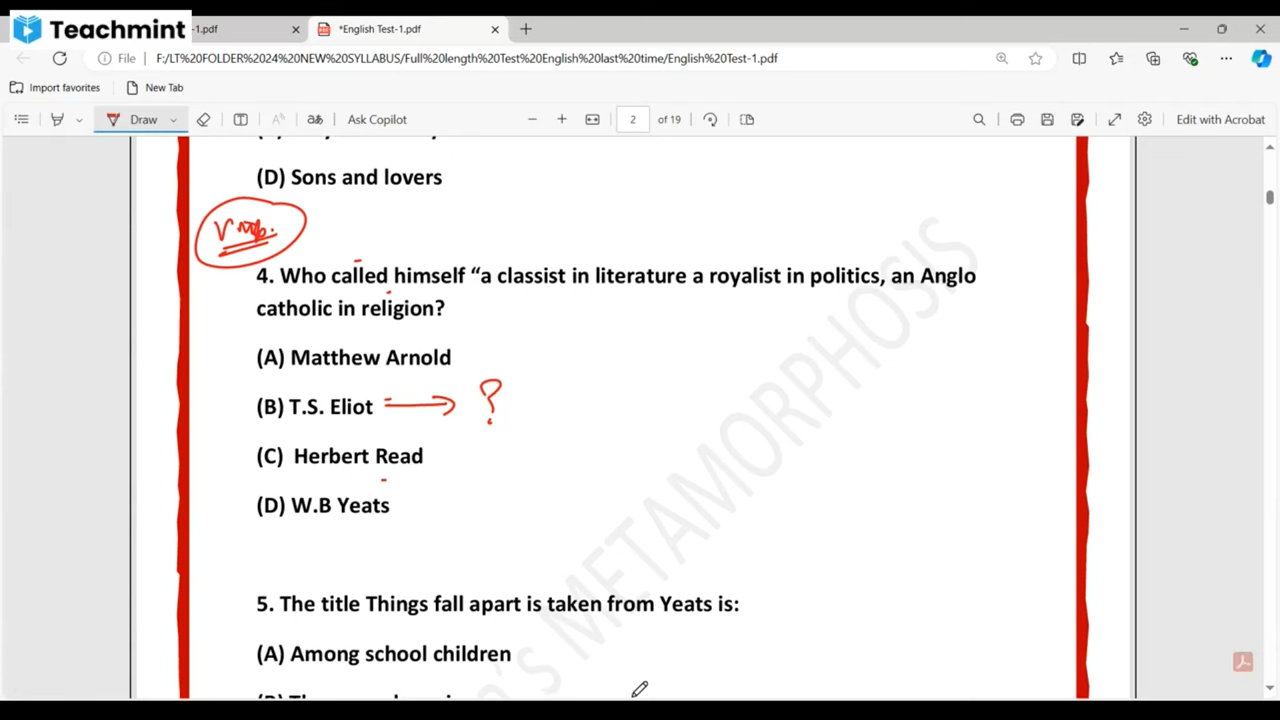 Teachmint
-1.pdf
*English Test-1.pdf
File
F:/LT%20FOLDER%202024%20NEW%20SYLLABUS/Full%20length%20Test%20English%20last%20time/English%20Test-1.pdf
Import favorites
New Tab
Draw
Ask Copilot
2
of 19
Edit with Acrobat
(D) Sons and lovers
V Imp.
4. Who called himself “a classist in literature a royalist in politics, an Anglo
catholic in religion?
(A) Matthew Arnold
(B) T.S. Eliot → ?
(C) Herbert Read
(D) W.B Yeats
5. The title Things fall apart is taken from Yeats is:
(A) Among school children
METAMORPHOSIS